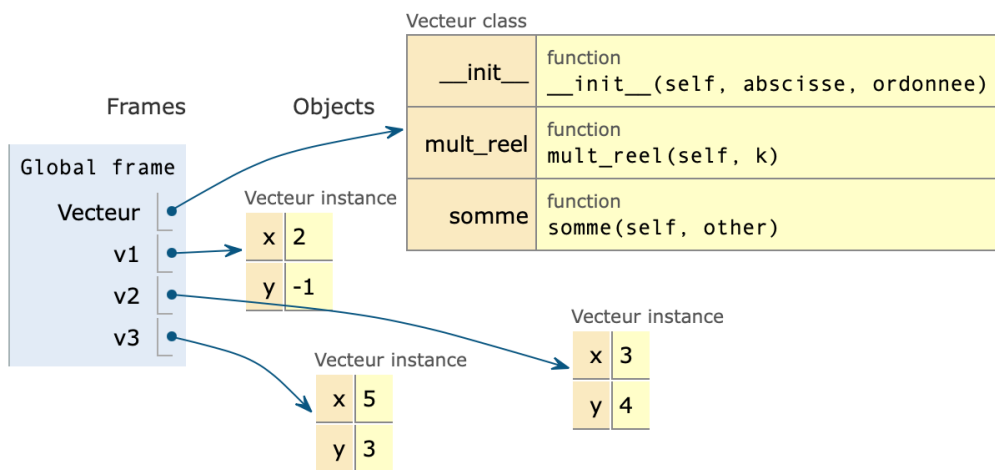 Vecteur class
__init__
function
__init__(self, abscisse, ordonnee)
mult_reel
function
mult_reel(self, k)
somme
function
somme(self, other)
Frames
Objects
Global frame
Vecteur
v1
v2
v3
Vecteur instance
x 2
y -1
Vecteur instance
x 3
y 4
Vecteur instance
x 5
y 3